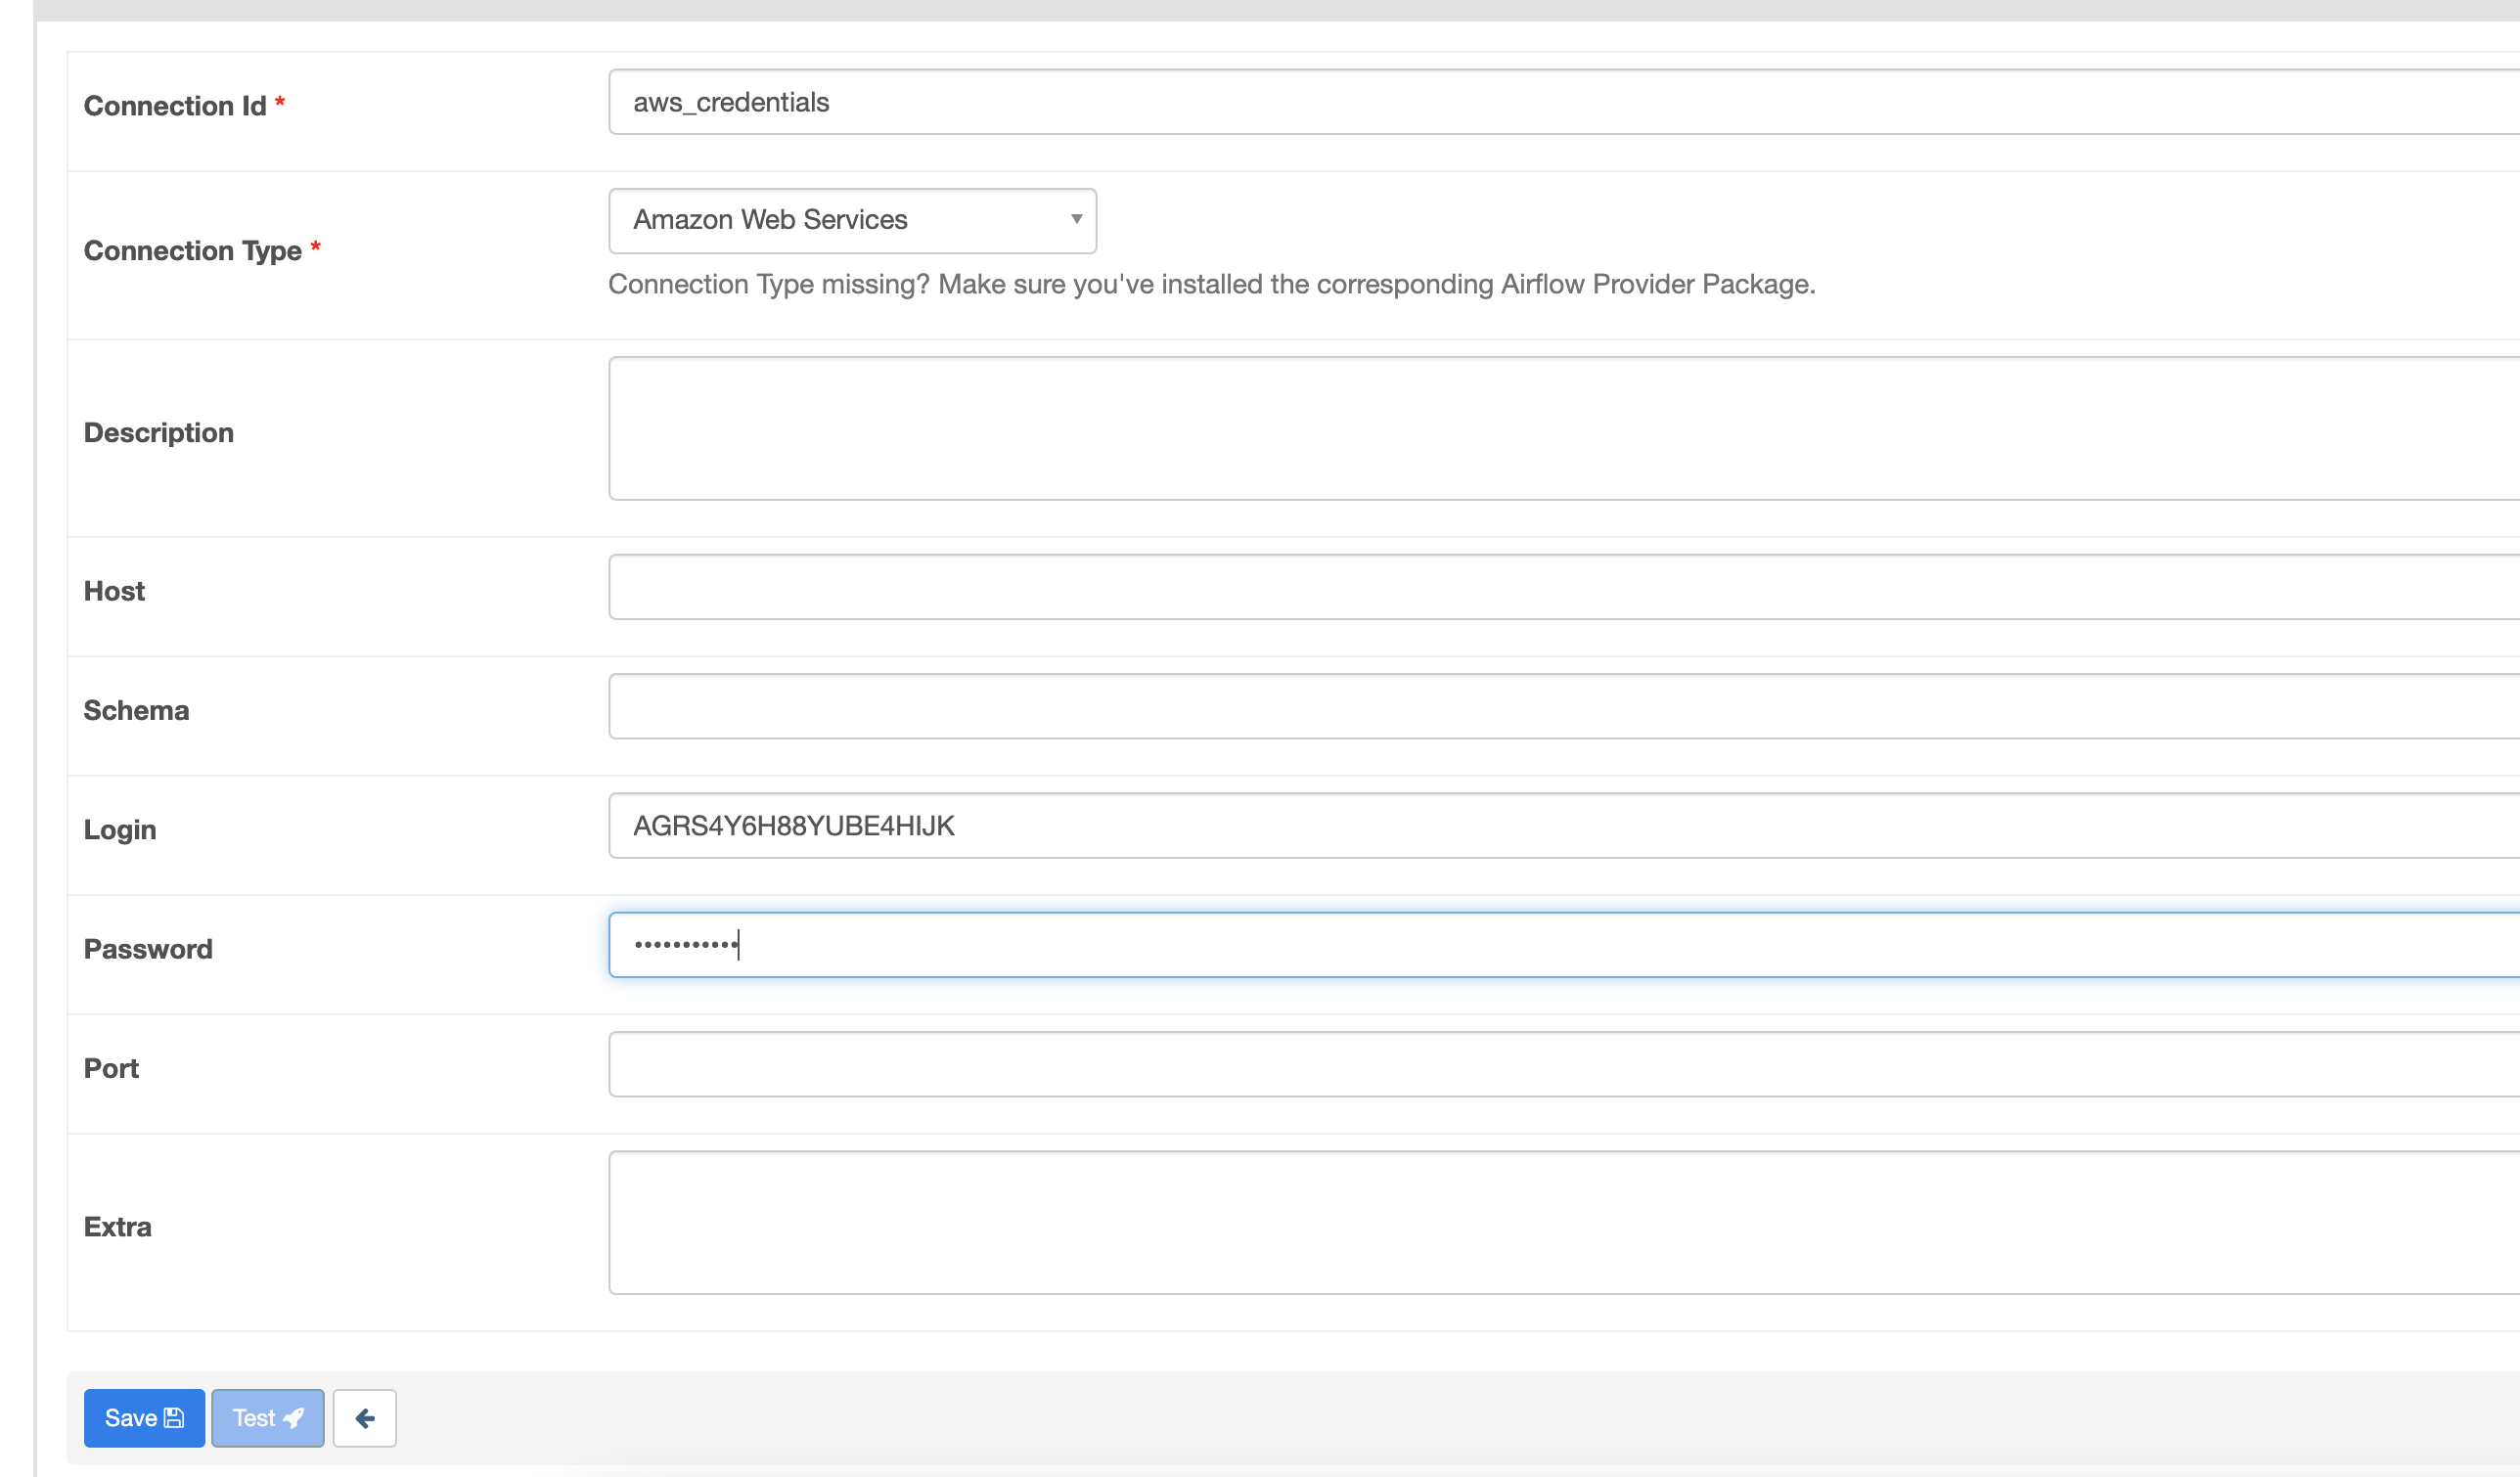 Connection Id *
aws_credentials
Connection Type *
Amazon Web Services
Connection Type missing? Make sure you've installed the corresponding Airflow Provider Package.
Description
Host
Schema
Login
AGRS4Y6H88YUBE4HIJK
Password
•••••••••••
Port
Extra
Save
Test